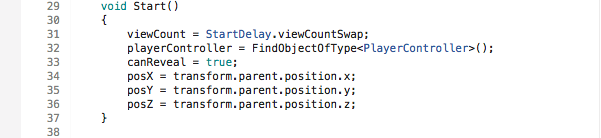 29 void Start()
30 {
31 viewCount = StartDelay.viewCountSwap;
32 playerController = FindObjectOfType<PlayerController>();
33 canReveal = true;
34 posX = transform.parent.position.x;
35 posY = transform.parent.position.y;
36 posZ = transform.parent.position.z;
37 }
38